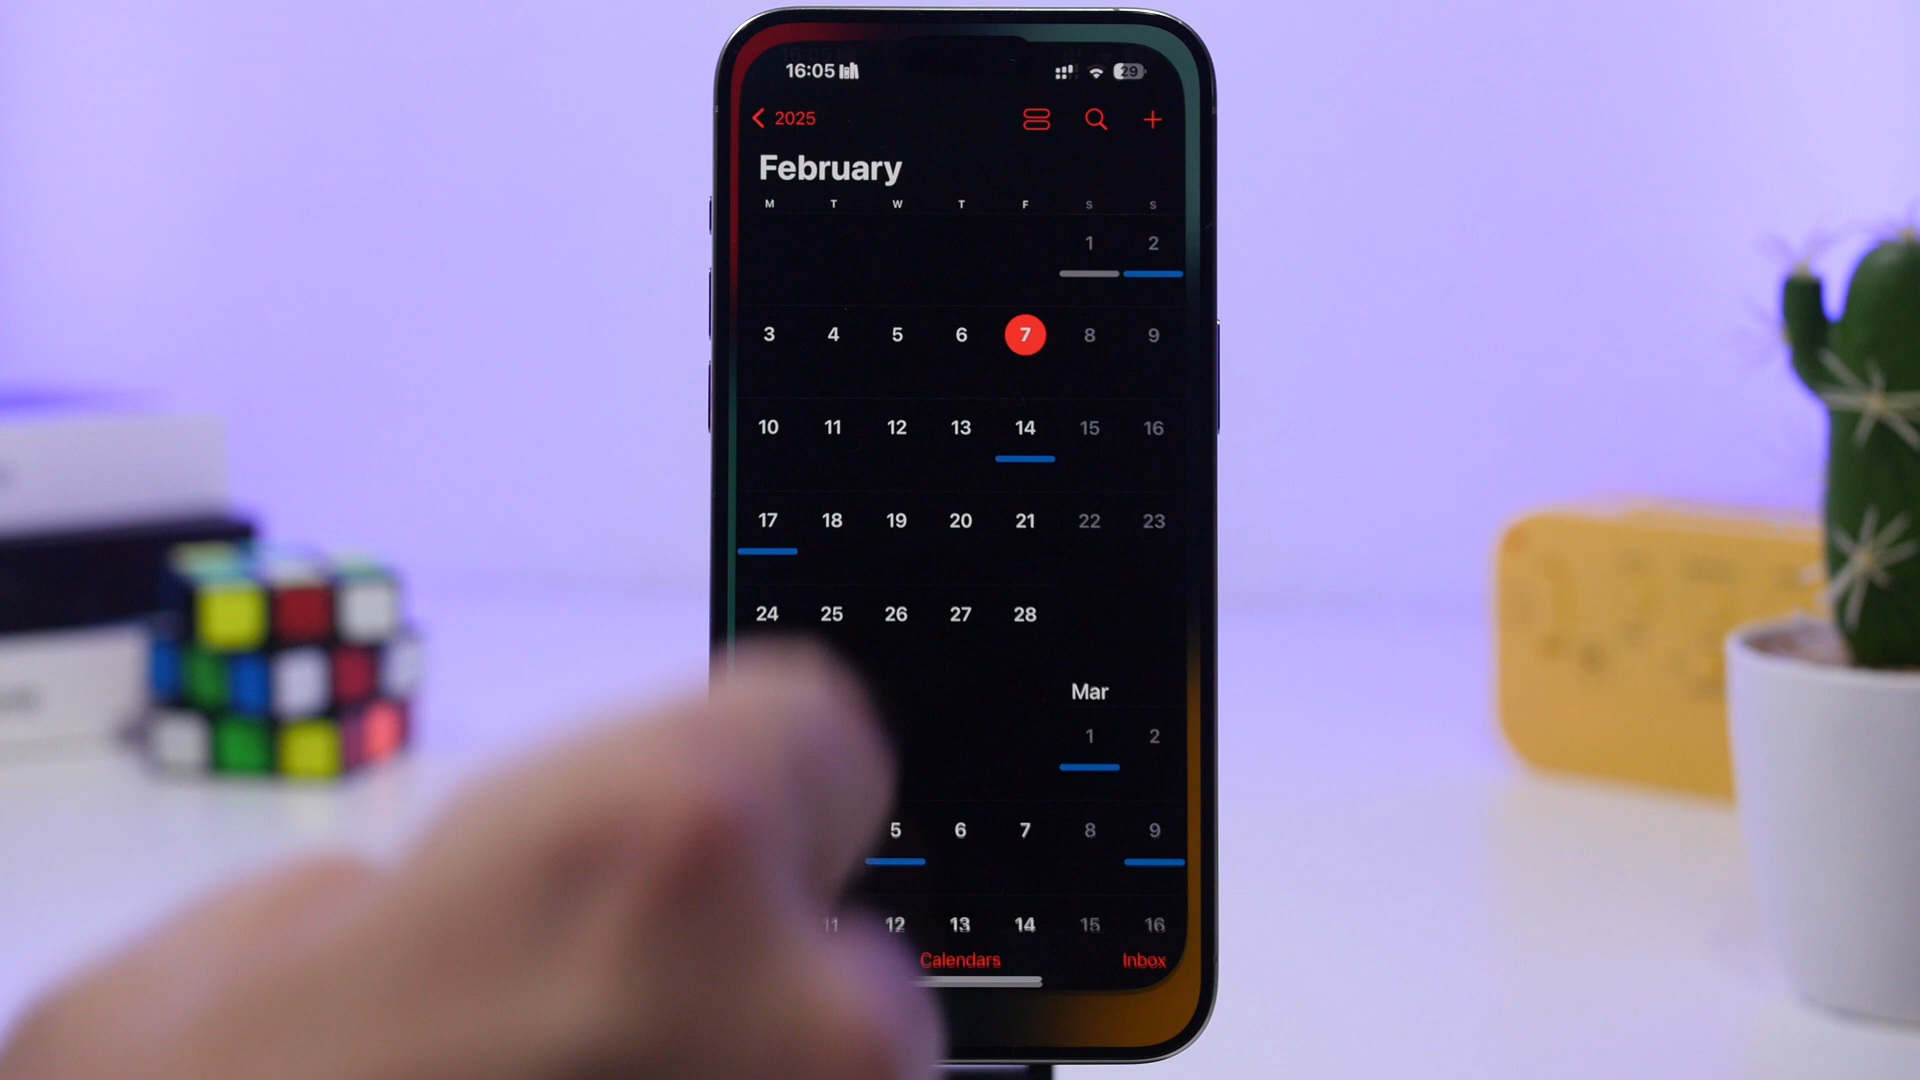 16:05 29
2025
February
M T W T F S S
1 2
3 4 5 6 7 8 9
10 11 12 13 14 15 16
17 18 19 20 21 22 23
24 25 26 27 28
Mar
1 2
5 6 7 8 9
11 12 13 14 15 16
Calendars Inbox